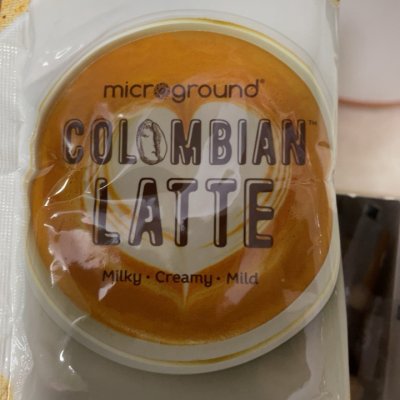 microground®
COLOMBIAN™
LATTE
Milky · Creamy · Mild